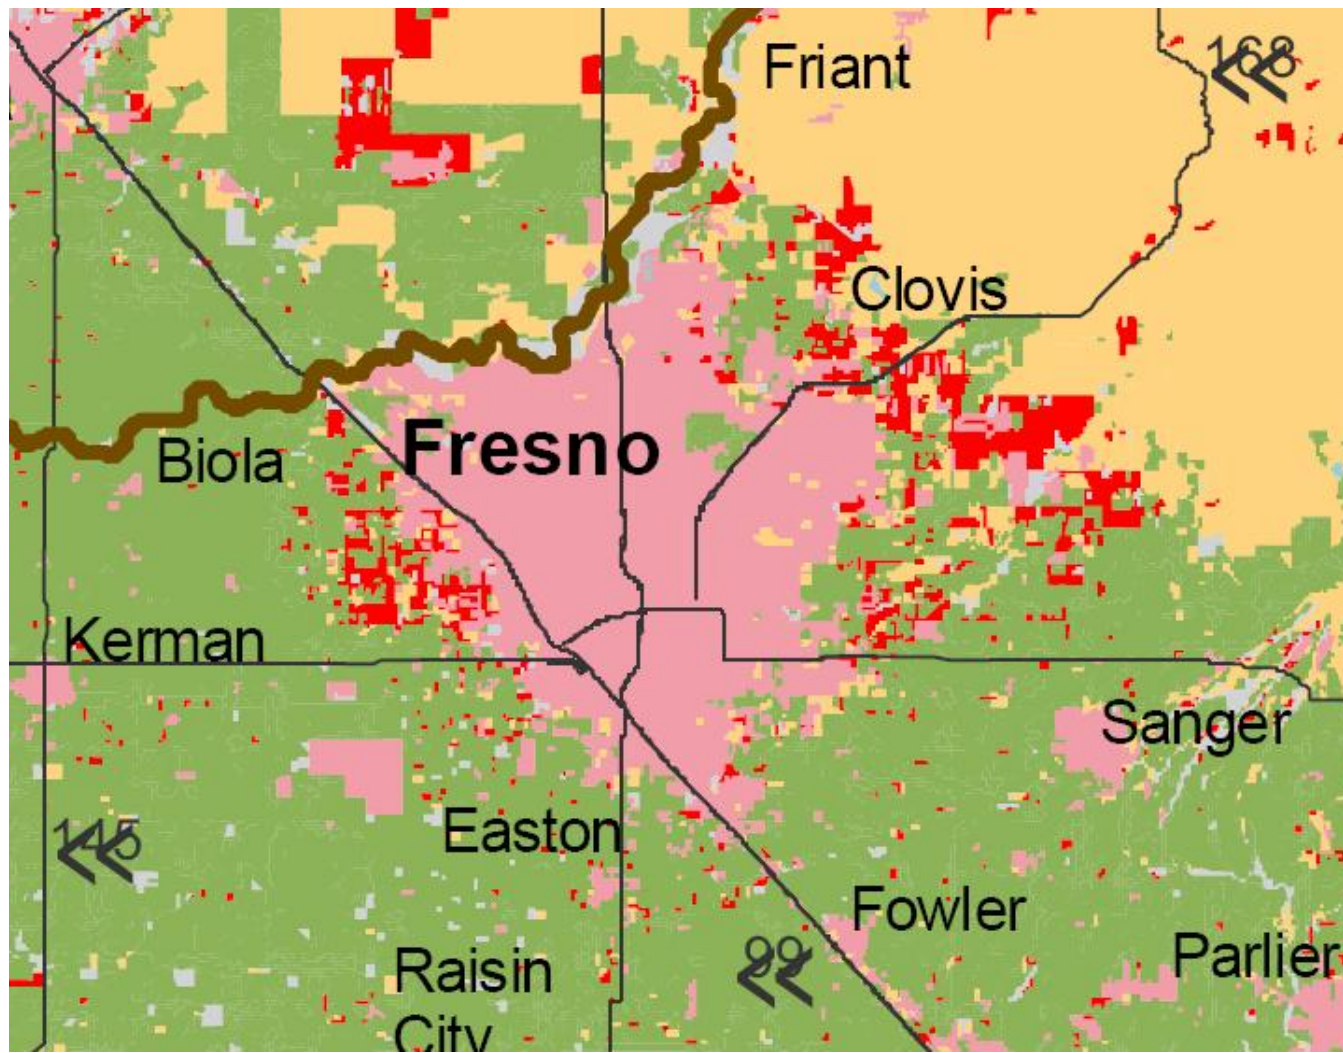 Friant
168
Clovis
Fresno
Biola
Kerman
Sanger
Easton
145
Fowler
99
Raisin
City
Parlier